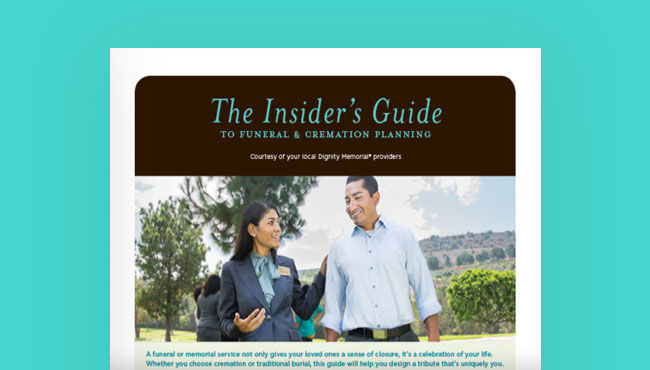 The Insider's Guide
TO FUNERAL & CREMATION PLANNING
Courtesy of your local Dignity Memorial® providers
A funeral or memorial service not only gives your loved ones a sense of closure, it's a celebration of your life.
Whether you choose cremation or traditional burial, this guide will help you design a tribute that's uniquely you.